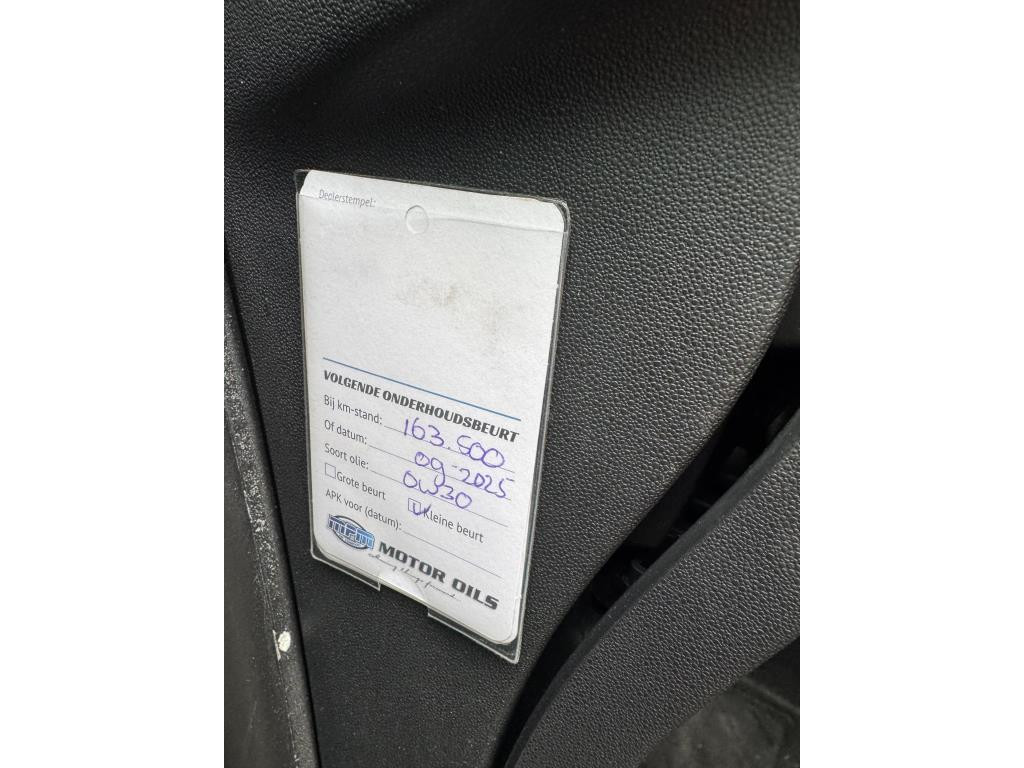 Dealerstempel:
VOLGENDE ONDERHOUDSBEURT
Bij km-stand: 163.500
Of datum: 09-2025
Soort olie: 0W30
Grote beurt Kleine beurt
APK voor (datum):
MPM MOTOR OILS